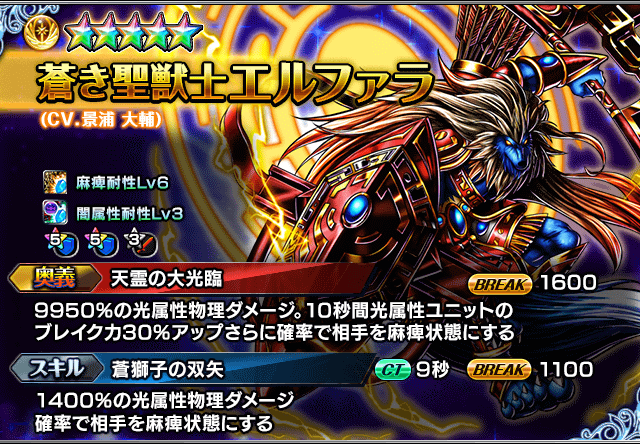 蒼き聖獣士エルファラ
(CV.景浦 大輔)
麻痺耐性Lv6
闇属性耐性Lv3
5 5 3
奥義 天霊の大光臨 BREAK 1600
9950%の光属性物理ダメージ。10秒間光属性ユニットの
ブレイク力30%アップさらに確率で相手を麻痺状態にする
スキル 蒼獅子の双矢 CT 9秒 BREAK 1100
1400%の光属性物理ダメージ
確率で相手を麻痺状態にする